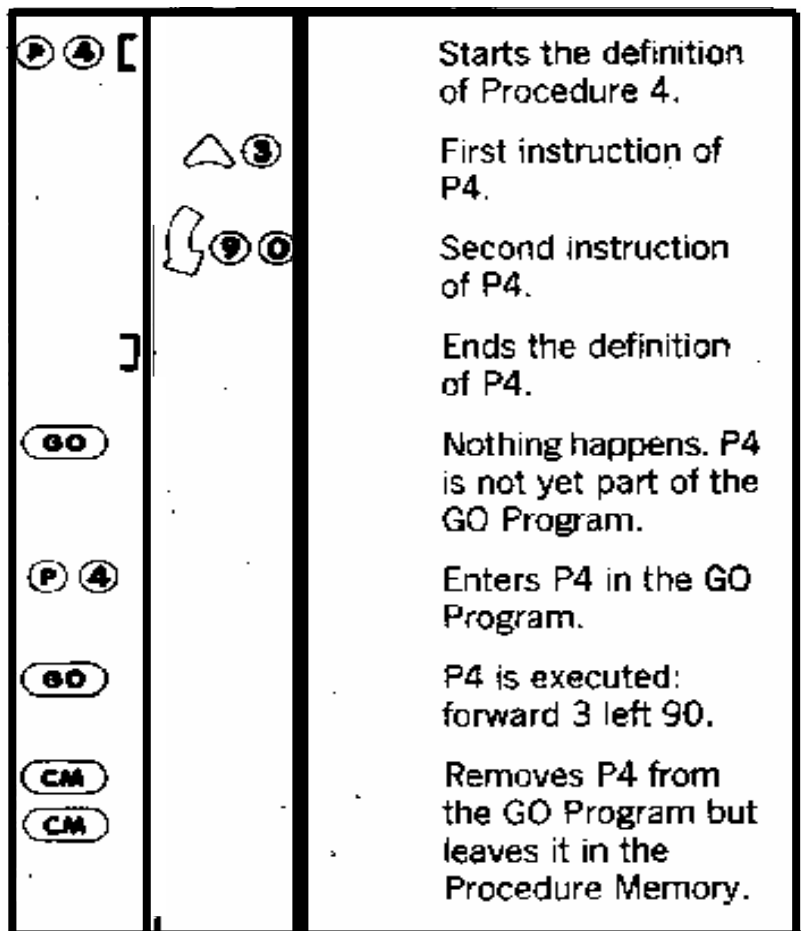 P 4 [
Starts the definition
of Procedure 4.
3
First instruction of
P4.
9 0
Second instruction
of P4.
]
Ends the definition
of P4.
GO
Nothing happens. P4
is not yet part of the
GO Program.
P 4
Enters P4 in the GO
Program.
GO
P4 is executed:
forward 3 left 90.
CM
CM
Removes P4 from
the GO Program but
leaves it in the
Procedure Memory.